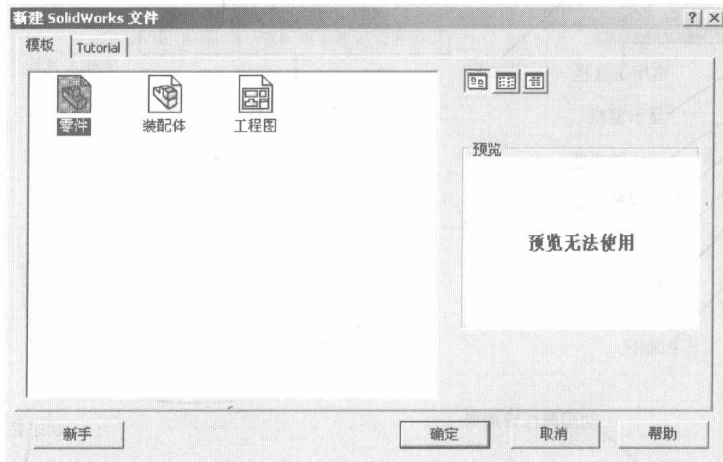 新建 SolidWorks 文件
模板
Tutorial
零件
装配体
工程图
预览
预览无法使用
新手
确定
取消
帮助